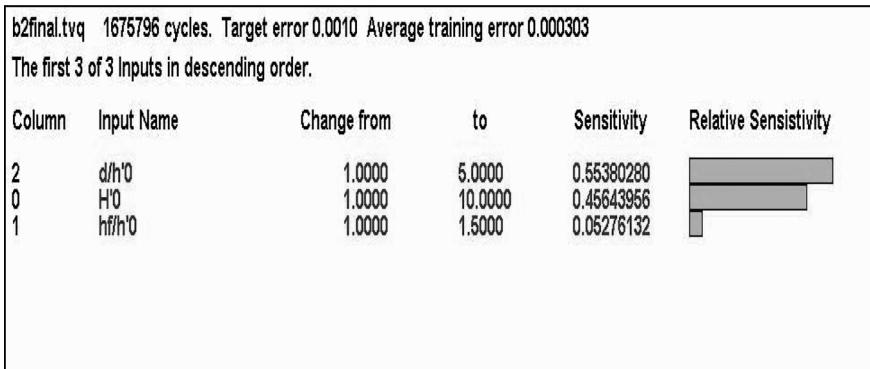 b2final.tvq 1675796 cycles. Target error 0.0010 Average training error 0.000303
The first 3 of 3 Inputs in descending order.
Column Input Name Change from to Sensitivity Relative Sensistivity
2 d/h'0 1.0000 5.0000 0.55380280
0 H'0 1.0000 10.0000 0.45643956
1 hf/h'0 1.0000 1.5000 0.05276132